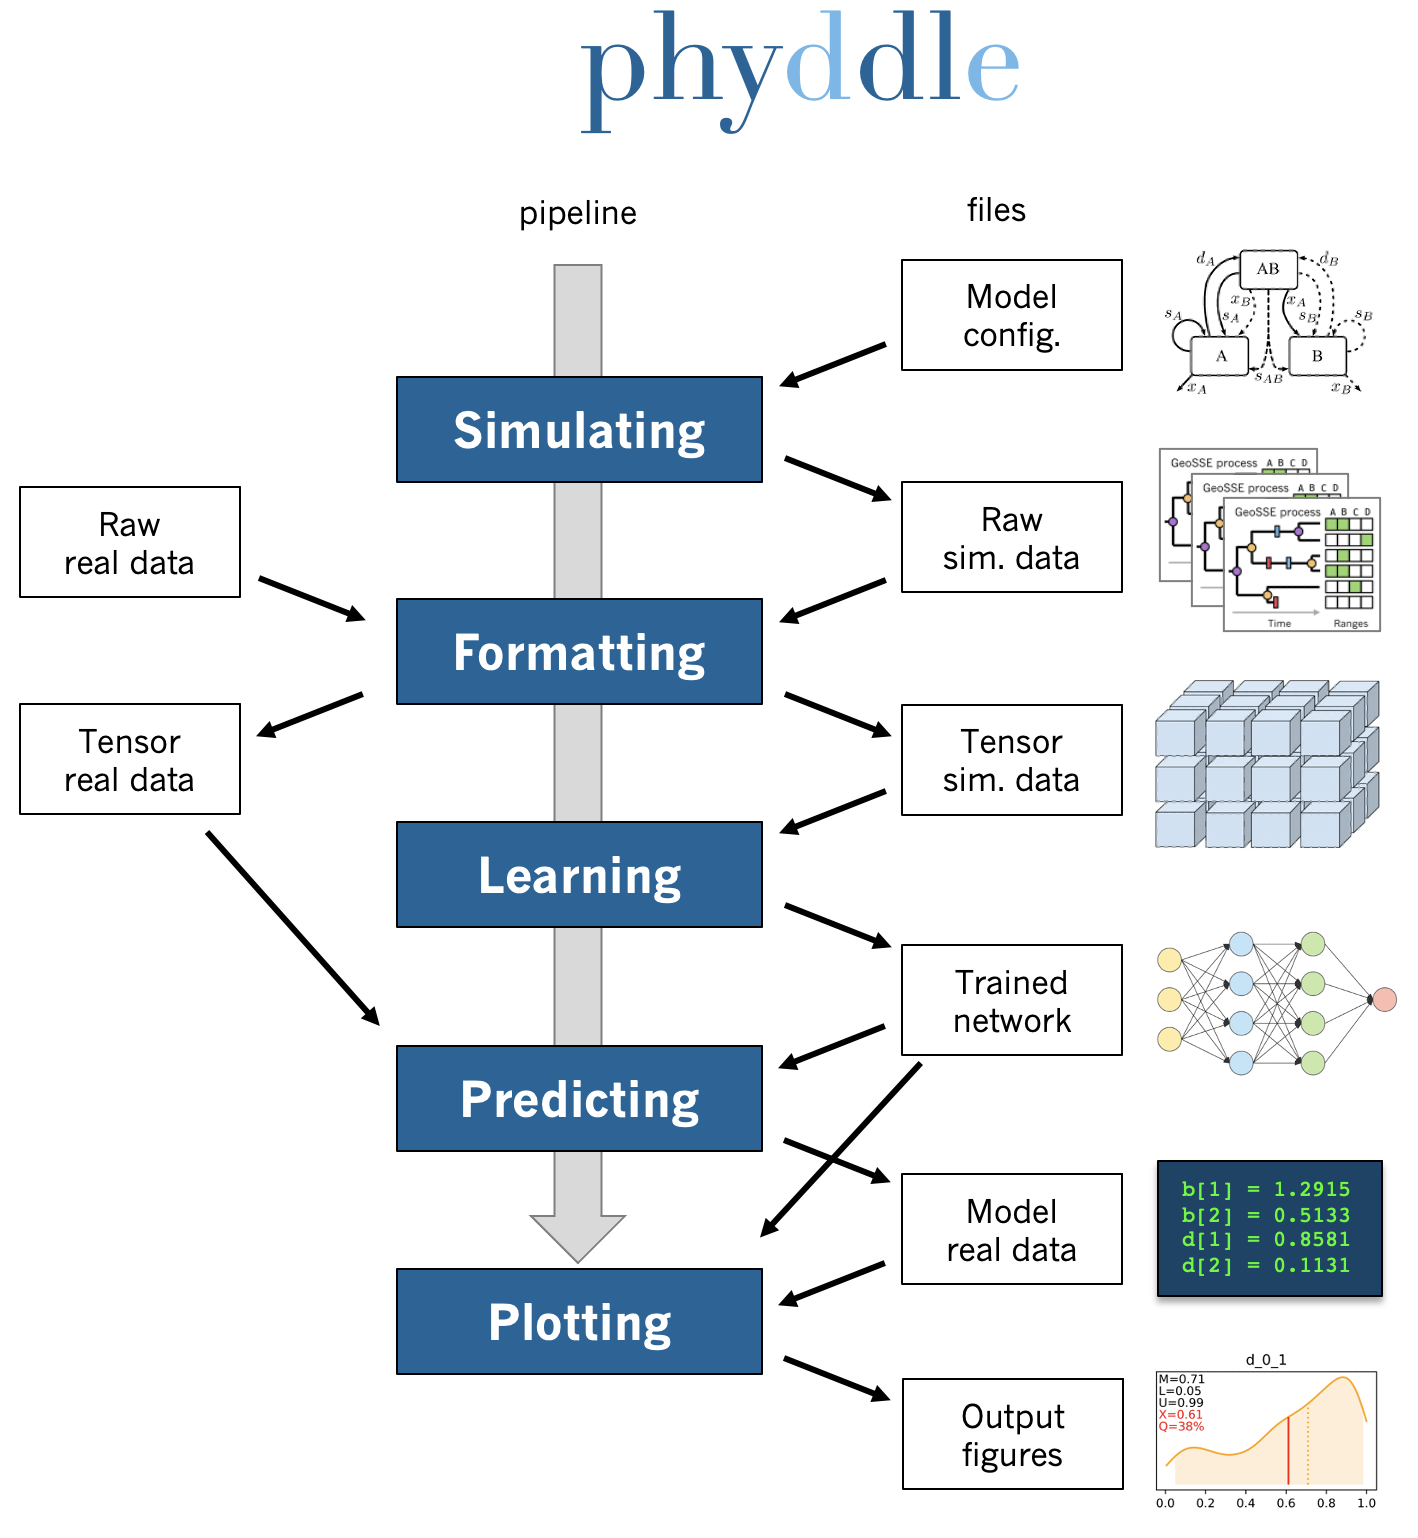 phyddle
pipeline
files
Model
config.
d_A
AB
d_B
x_B
x_A
s_A
s_A
s_B
s_B
A
B
s_AB
x_A
x_B
Simulating
Raw
real data
Raw
sim. data
GeoSSE process
A B C D
GeoSSE process
A B C D
GeoSSE process
A B C D
Time
Ranges
Formatting
Tensor
real data
Tensor
sim. data
Learning
Trained
network
Predicting
Model
real data
b[1] = 1.2915
b[2] = 0.5133
d[1] = 0.8581
d[2] = 0.1131
Plotting
Output
figures
d_0_1
M=0.71
L=0.05
U=0.99
X=0.61
Q=38%
0.0 0.2 0.4 0.6 0.8 1.0